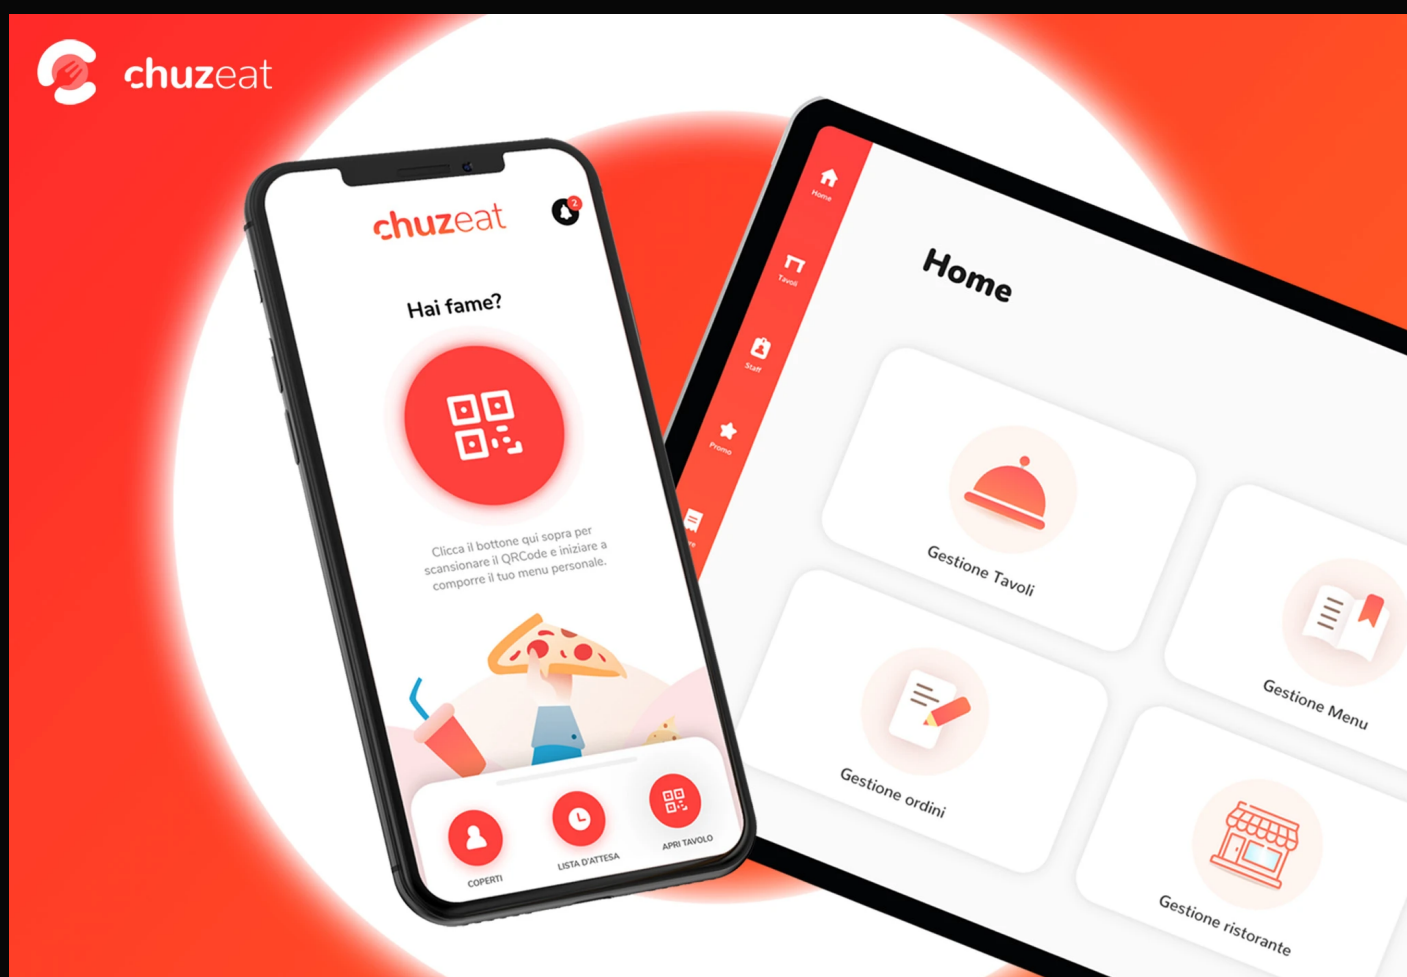 chuzeat
chuzeat
2
Hai fame?
Clicca il bottone qui sopra per
scansionare il QRCode e iniziare a
comporre il tuo menu personale.
COPERTI
LISTA D'ATTESA
APRI TAVOLO
Home
Tavoli
Staff
Promo
Home
Gestione Tavoli
Gestione Menu
Gestione ordini
Gestione ristorante